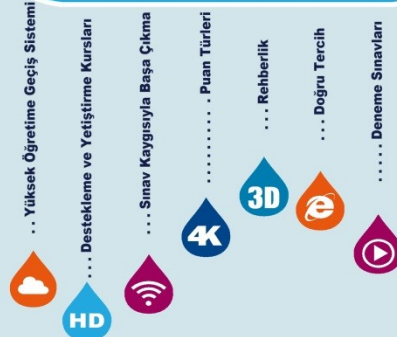 . . Yüksek Öğretime Geçiş Sistemi
. . . Destekleme ve Yetiştirme Kursları
. . . Sınav Kaygısıyla Başa Çıkma
. . . . . . . . . . Puan Türleri
. . . Rehberlik
. . . Doğru Tercih
. . . . . . Deneme Sınavları
HD
4K
3D